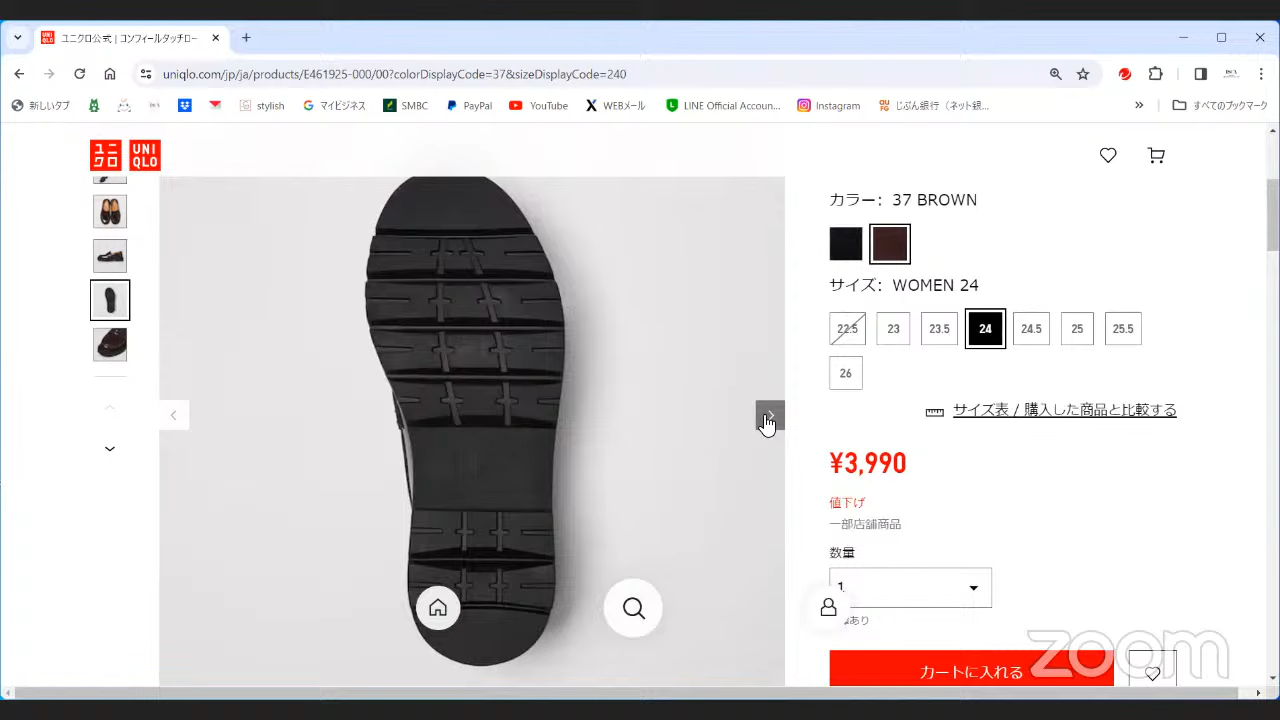 ユニクロ公式 | コンフィールタッチロー
uniqlo.com/jp/ja/products/E461925-000/00?colorDisplayCode=37&sizeDisplayCode=240
新しいタブ
stylish
マイビジネス
SMBC
PayPal
YouTube
WEBメール
LINE Official Accoun...
Instagram
じぶん銀行（ネット銀...
»
すべてのブックマーク
ユニクロ
UNIQLO
カラー: 37 BROWN
サイズ: WOMEN 24
22.5 23 23.5 24 24.5 25 25.5
26
サイズ表 / 購入した商品と比較する
¥3,990
値下げ
一部店舗商品
数量
1
あり
カートに入れる
zoom